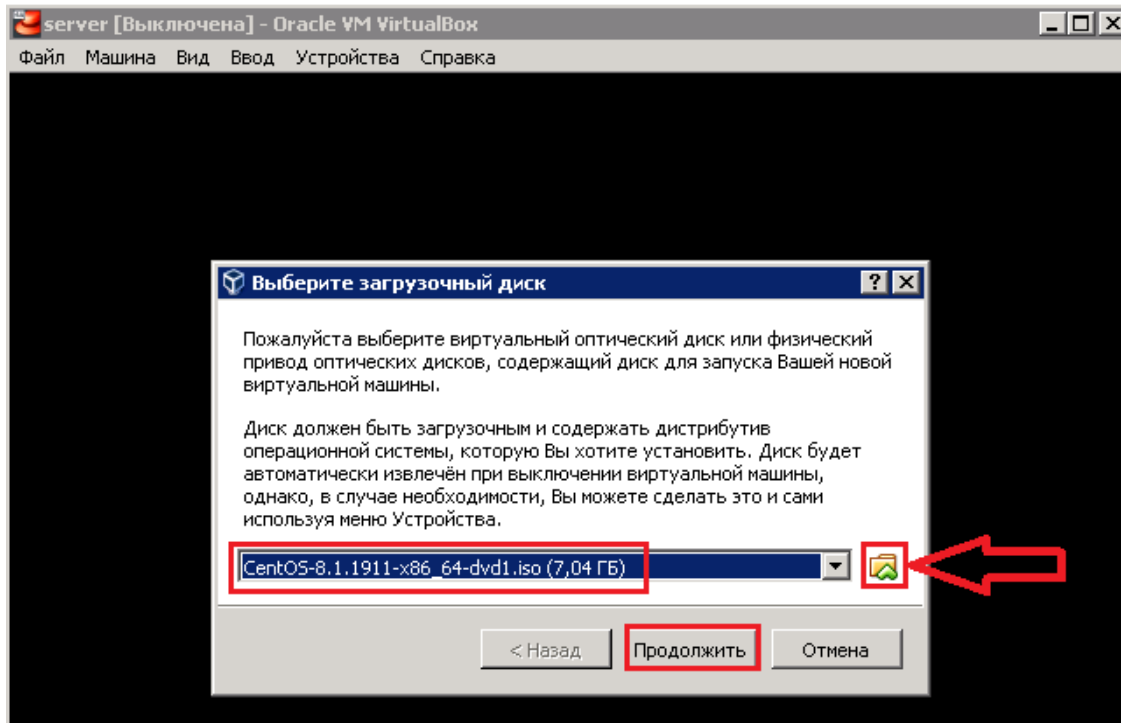 server [Выключена] - Oracle VM VirtualBox
Файл Машина Вид Ввод Устройства Справка
Выберите загрузочный диск
Пожалуйста выберите виртуальный оптический диск или физический
привод оптических дисков, содержащий диск для запуска Вашей новой
виртуальной машины.
Диск должен быть загрузочным и содержать дистрибутив
операционной системы, которую Вы хотите установить. Диск будет
автоматически извлечён при выключении виртуальной машины,
однако, в случае необходимости, Вы можете сделать это и сами
используя меню Устройства.
CentOS-8.1.1911-x86_64-dvd1.iso (7,04 ГБ)
< Назад Продолжить Отмена